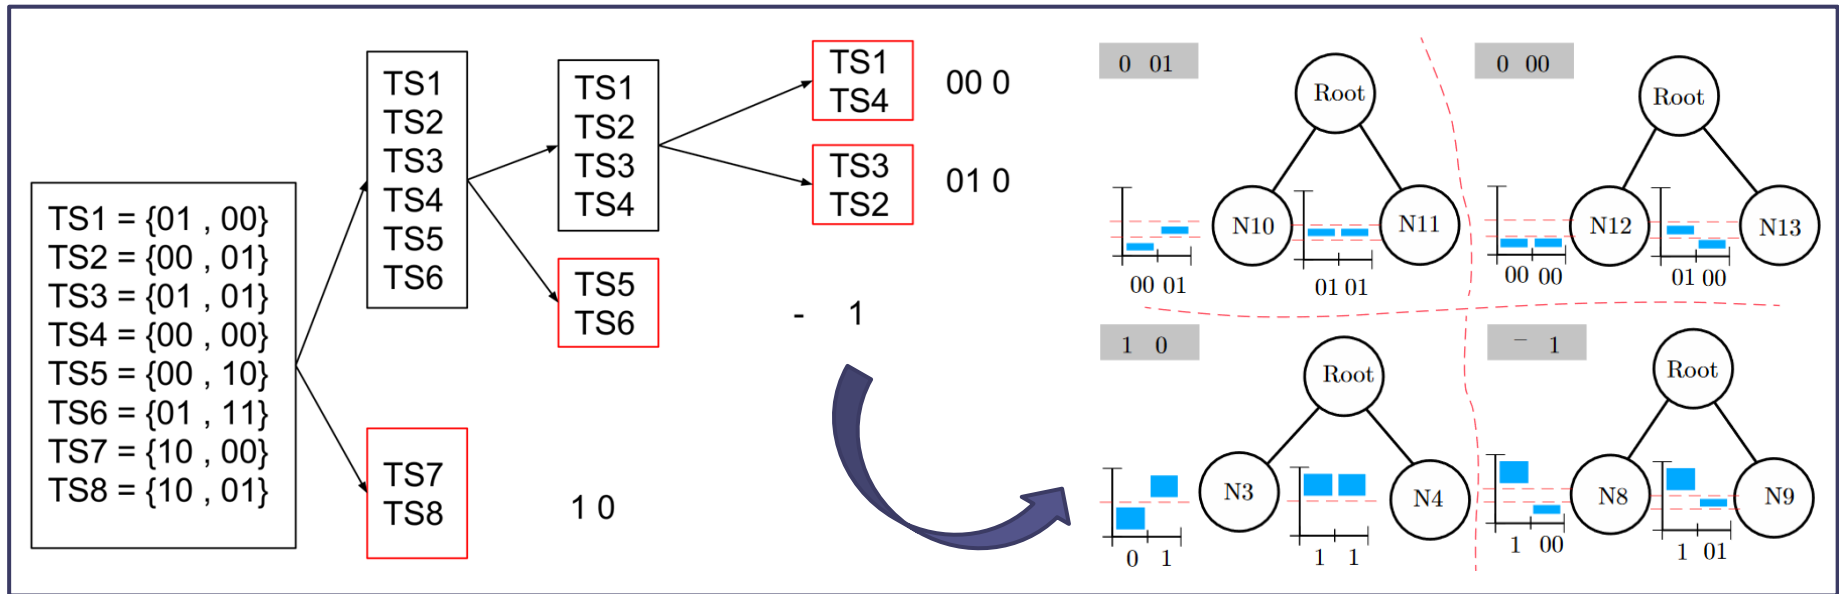 TS1 = {01 , 00}
TS2 = {00 , 01}
TS3 = {01 , 01}
TS4 = {00 , 00}
TS5 = {00 , 10}
TS6 = {01 , 11}
TS7 = {10 , 00}
TS8 = {10 , 01}
TS1
TS2
TS3
TS4
TS5
TS6
TS7
TS8
1 0
TS1
TS2
TS3
TS4
TS5
TS6
- 1
TS1
TS4
00 0
TS3
TS2
01 0
0 01
Root
N10
N11
00 01
01 01
0 00
Root
N12
N13
00 00
01 00
1 0
Root
N3
N4
0 1
1 1
− 1
Root
N8
N9
1 00
1 01